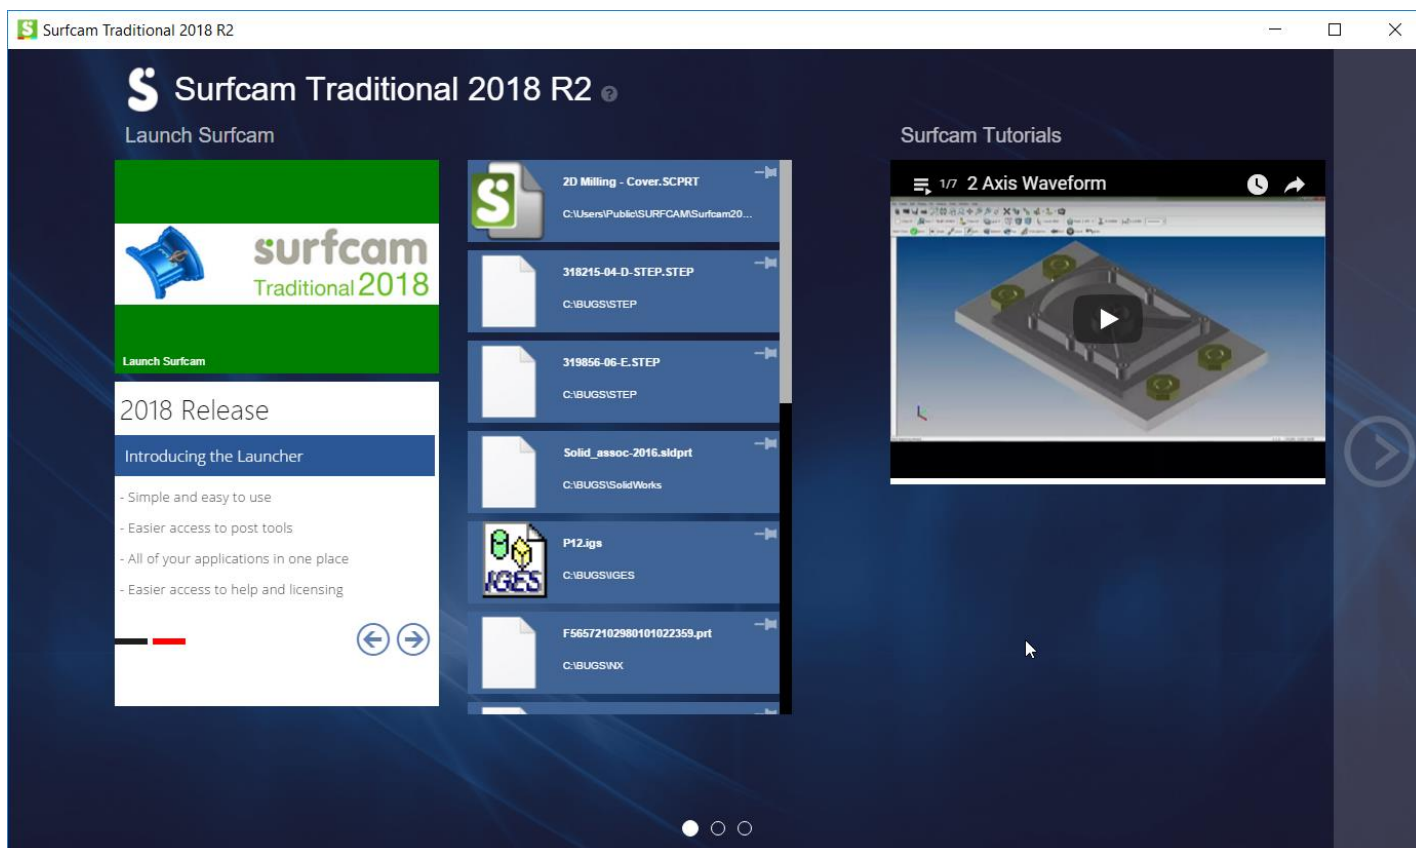 Surfcam Traditional 2018 R2
Surfcam Traditional 2018 R2
Launch Surfcam
surfcam
Traditional 2018
Launch Surfcam
2018 Release
Introducing the Launcher
- Simple and easy to use
- Easier access to post tools
- All of your applications in one place
- Easier access to help and licensing
2D Milling - Cover.SCPRT
C:\Users\Public\SURFCAM\Surfcam20...
318215-04-D-STEP.STEP
C:\BUGS\STEP
319856-06-E.STEP
C:\BUGS\STEP
Solid_assoc-2016.sldprt
C:\BUGS\SolidWorks
IGES
P12.igs
C:\BUGS\IGES
F56572102980101022359.prt
C:\BUGS\NX
Surfcam Tutorials
1/7 2 Axis Waveform